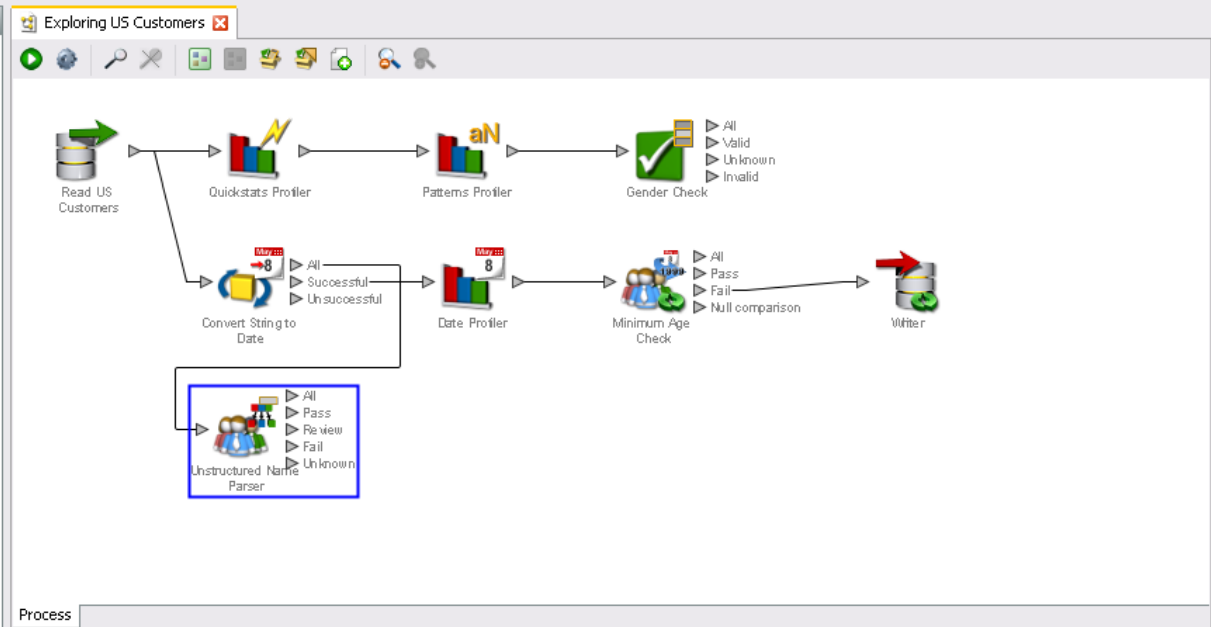 Exploring US Customers
aN
Read US
Customers
Quickstats Profiler
Patterns Profiler
Gender Check
All
Valid
Unknown
Invalid
May
8
Convert String to
Date
All
Successful
Unsuccessful
May
8
Date Profiler
1999
Minimum Age
Check
All
Pass
Fail
Null comparison
Writer
Unstructured Name
Parser
All
Pass
Review
Fail
Unknown
Process